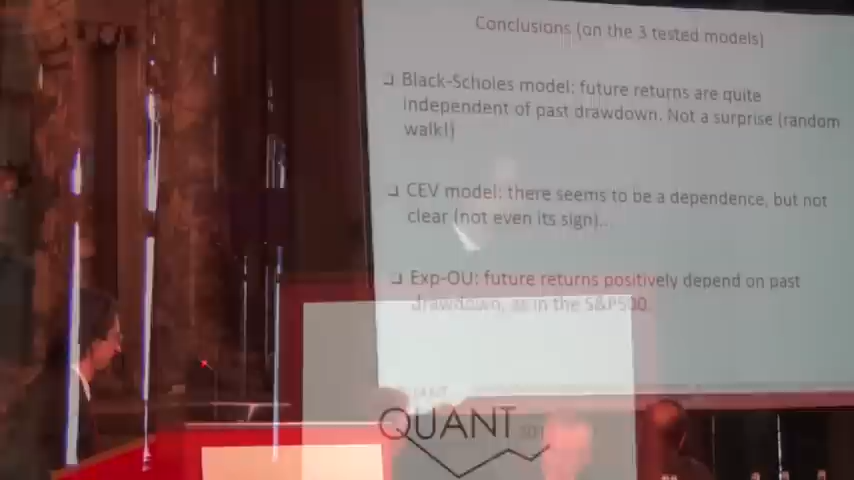 Conclusions (on the 3 tested models)
Black-Scholes model: future returns are quite
independent of past drawdown. Not a surprise (random
walk!)
CEV model: there seems to be a dependence, but not
clear (not even its sign)..
Exp-OU: future returns positively depend on past
drawdown, as in the S&P500.
QUANT